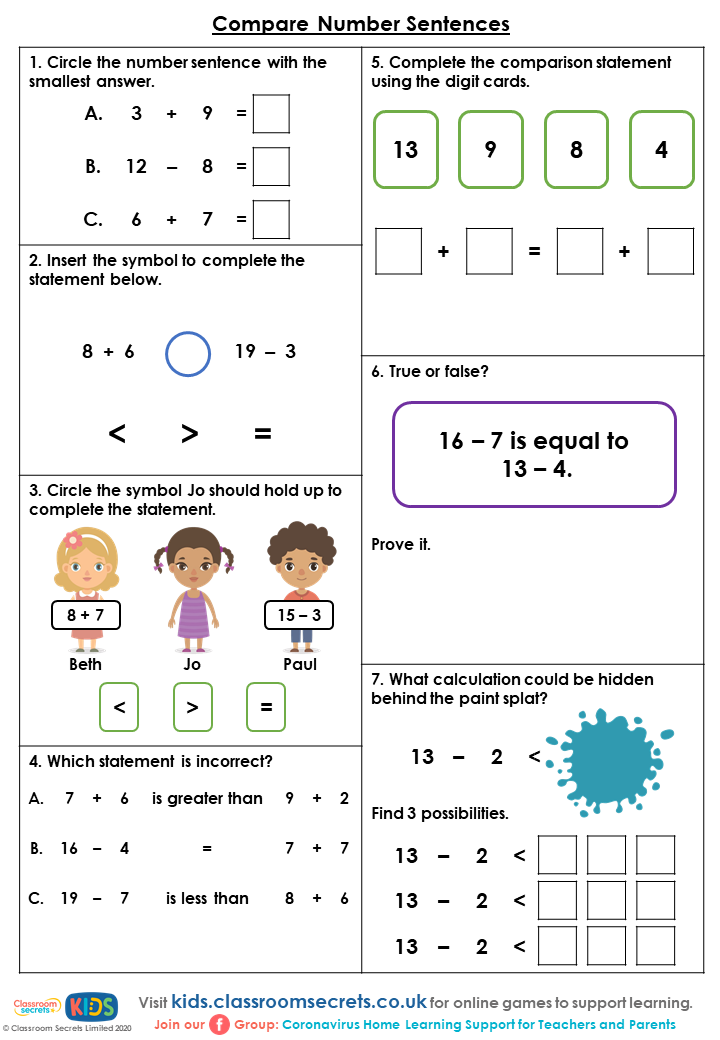 Compare Number Sentences
1. Circle the number sentence with the
smallest answer.
A. 3 + 9 =
B. 12 – 8 =
C. 6 + 7 =
2. Insert the symbol to complete the
statement below.
8 + 6 19 – 3
< > =
3. Circle the symbol Jo should hold up to
complete the statement.
8 + 7 15 – 3
Beth Jo Paul
< > =
4. Which statement is incorrect?
A. 7 + 6 is greater than 9 + 2
B. 16 – 4 = 7 + 7
C. 19 – 7 is less than 8 + 6
5. Complete the comparison statement
using the digit cards.
13 9 8 4
+ = +
6. True or false?
16 – 7 is equal to
13 – 4.
Prove it.
7. What calculation could be hidden
behind the paint splat?
13 – 2 <
Find 3 possibilities.
13 – 2 <
13 – 2 <
13 – 2 <
Classroom
secrets
KiDS
© Classroom Secrets Limited 2020
Visit kids.classroomsecrets.co.uk for online games to support learning.
Join our f Group: Coronavirus Home Learning Support for Teachers and Parents